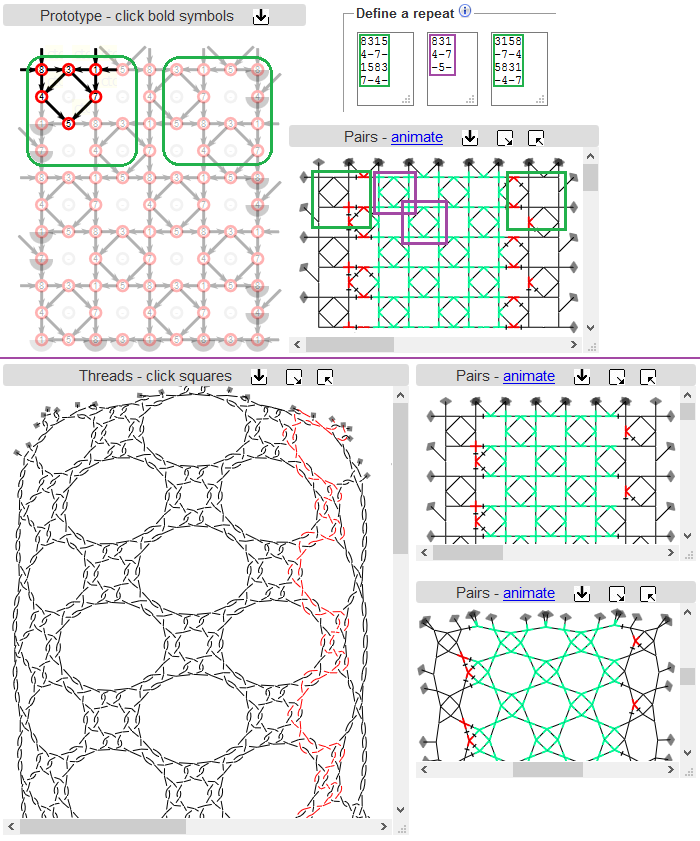 Prototype - click bold symbols
Define a repeat
8315
4-7-
1583
7-4-
831
4-7
-5-
3158
-7-4
5831
-4-7
Pairs - animate
Threads - click squares
Pairs - animate
Pairs - animate